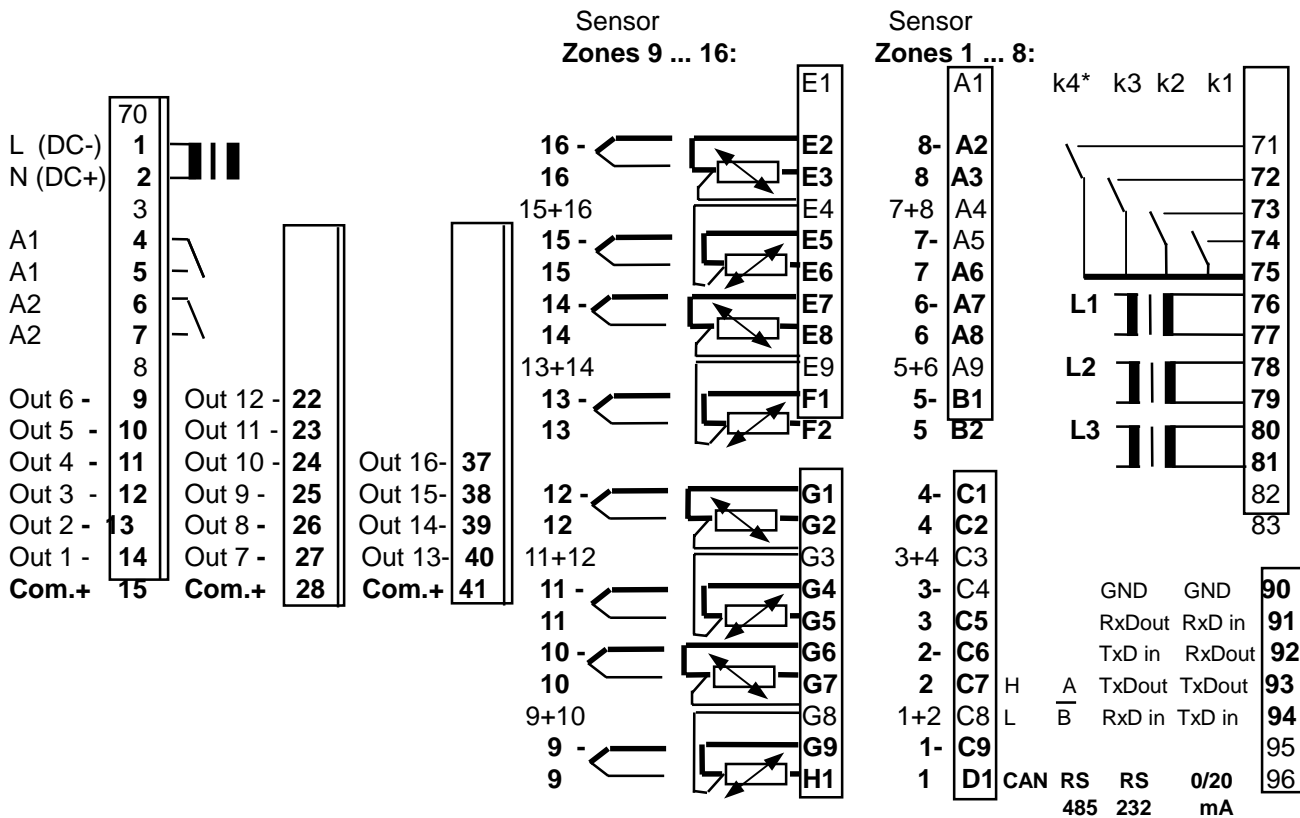 Sensor Sensor
Zones 9 ... 16: Zones 1 ... 8:
E1 A1 k4* k3 k2 k1
70
L (DC-) 1 16 - E2 8- A2 71
N (DC+) 2 16 E3 8 A3 72
3 15+16 E4 7+8 A4 73
A1 4 15 - E5 7- A5 74
A1 5 15 E6 7 A6 75
A2 6 14 - E7 6- A7 L1 76
A2 7 14 E8 6 A8 77
8 13+14 E9 5+6 A9 L2 78
Out 6 - 9 Out 12 - 22 13 - F1 5- B1 79
Out 5 - 10 Out 11 - 23 13 F2 5 B2 L3 80
Out 4 - 11 Out 10 - 24 Out 16- 37 81
Out 3 - 12 Out 9 - 25 Out 15- 38 12 - G1 4- C1 82
Out 2 - 13 Out 8 - 26 Out 14- 39 12 G2 4 C2 83
Out 1 - 14 Out 7 - 27 Out 13- 40 11+12 G3 3+4 C3
Com.+ 15 Com.+ 28 Com.+ 41 11 - G4 3- C4 GND GND 90
11 G5 3 C5 RxDout RxD in 91
10 - G6 2- C6 TxD in RxDout 92
10 G7 2 C7 H A TxDout TxDout 93
9+10 G8 1+2 C8 L B RxD in TxD in 94
9 - G9 1- C9 95
9 H1 1 D1 CAN RS RS 0/20 96
485 232 mA